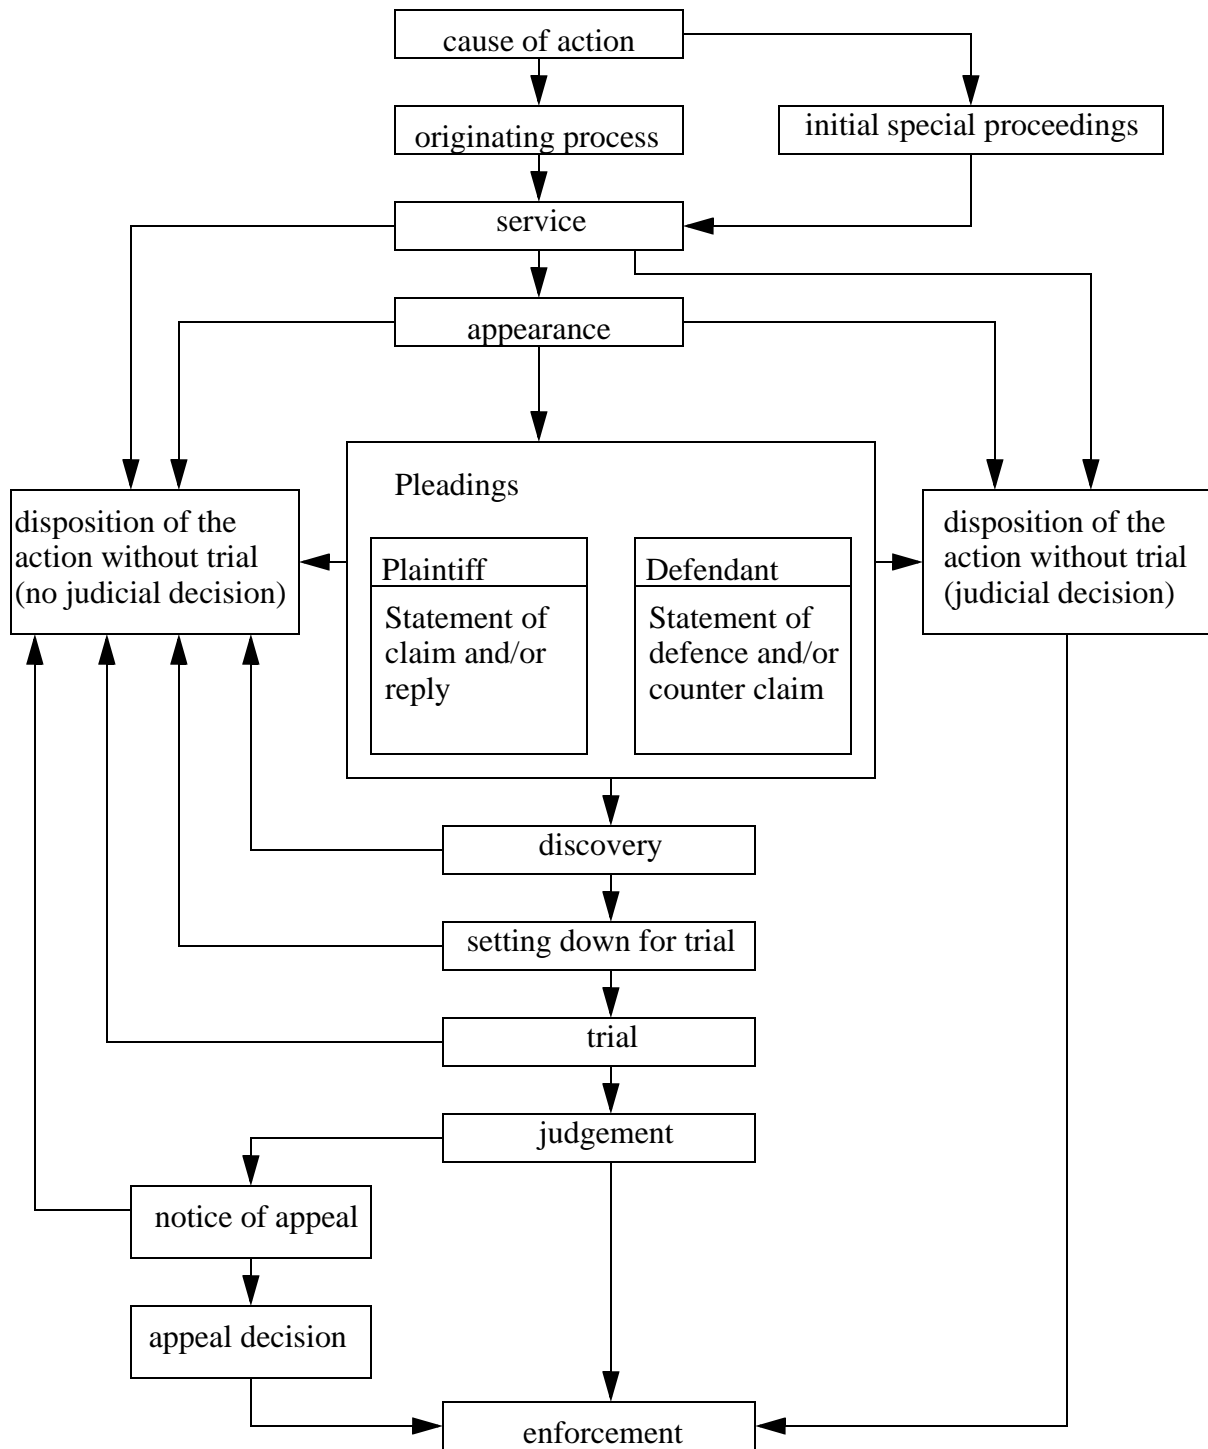 cause of action
originating process
initial special proceedings
service
appearance
Pleadings
disposition of the
action without trial
(no judicial decision)
Plaintiff
Statement of
claim and/or
reply
Defendant
Statement of
defence and/or
counter claim
disposition of the
action without trial
(judicial decision)
discovery
setting down for trial
trial
judgement
notice of appeal
appeal decision
enforcement